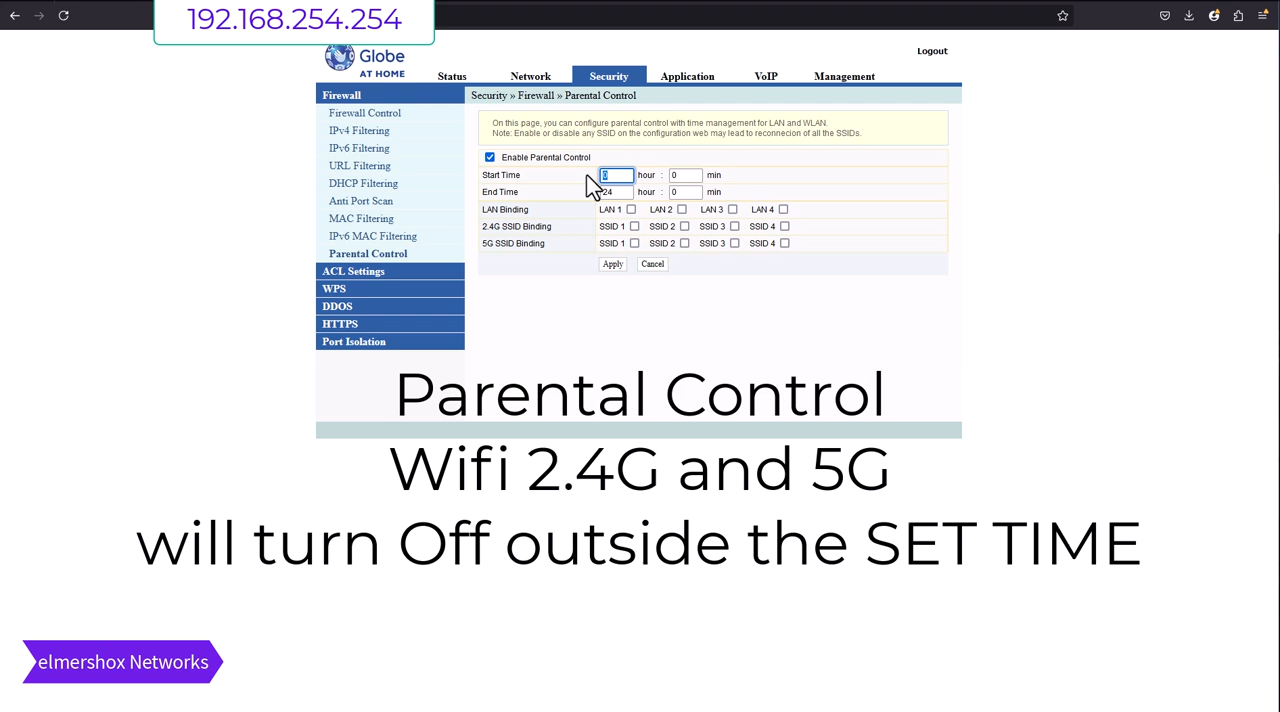 192.168.254.254
Globe
AT HOME
Logout
Status Network Security Application VoIP Management
Firewall
Security » Firewall » Parental Control
Firewall Control
IPv4 Filtering
IPv6 Filtering
URL Filtering
DHCP Filtering
Anti Port Scan
MAC Filtering
IPv6 MAC Filtering
Parental Control
ACL Settings
WPS
DDOS
HTTPS
Port Isolation
On this page, you can configure parental control with time management for LAN and WLAN.
Note: Enable or disable any SSID on the configuration web may lead to reconnecion of all the SSIDs.
Enable Parental Control
Start Time 0 hour : 0 min
End Time 24 hour : 0 min
LAN Binding LAN 1 LAN 2 LAN 3 LAN 4
2.4G SSID Binding SSID 1 SSID 2 SSID 3 SSID 4
5G SSID Binding SSID 1 SSID 2 SSID 3 SSID 4
Apply Cancel
Parental Control
Wifi 2.4G and 5G
will turn Off outside the SET TIME
elmershox Networks